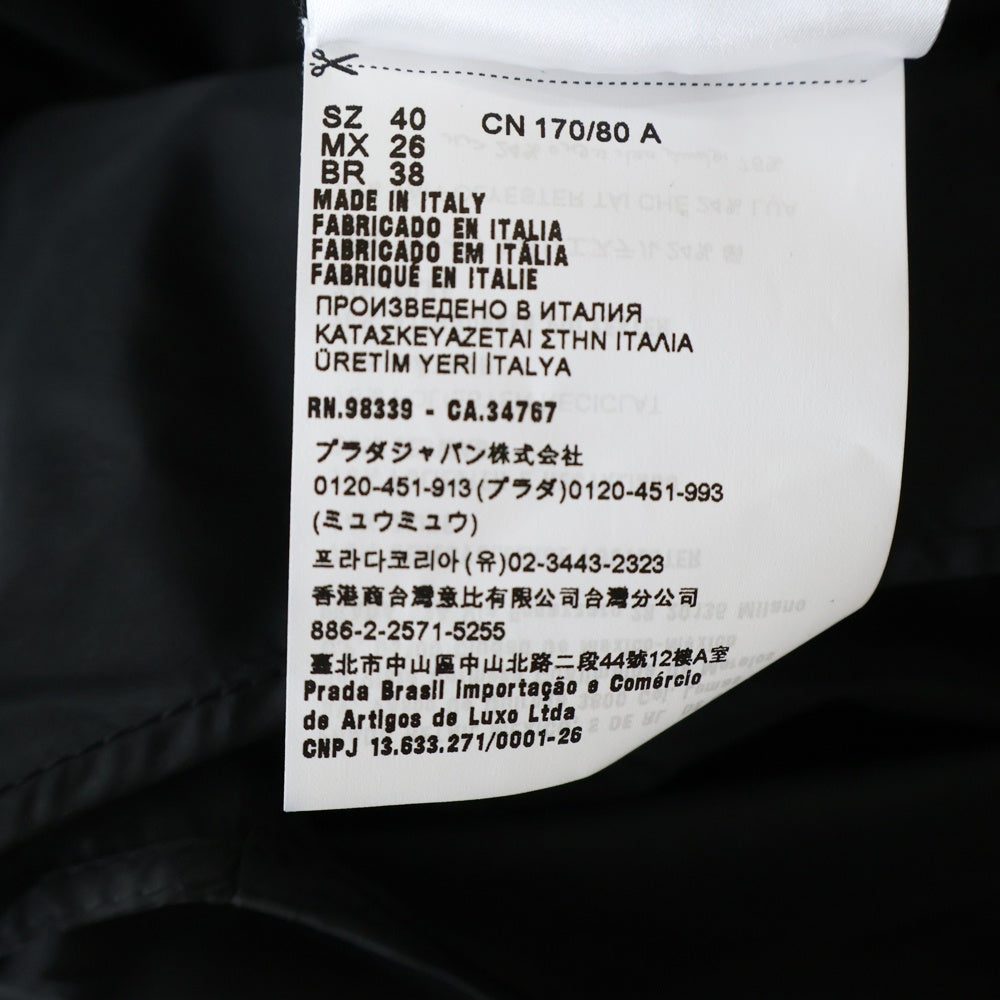 SZ 40 CN 170/80 A
MX 26
BR 38
MADE IN ITALY
FABRICADO EN ITALIA
FABRICADO EM ITÁLIA
FABRIQUÉ EN ITALIE
ПРОИЗВЕДЕНО В ИТАЛИЯ
ΚΑΤΑΣΚΕΥΑΖΕΤΑΙ ΣΤΗΝ ΙΤΑΛΙΑ
ÜRETİM YERİ İTALYA
RN.98339 - CA.34767
プラダジャパン株式会社
0120-451-913(プラダ)0120-451-993
(ミュウミュウ)
프라다코리아(유)02-3443-2323
香港商台灣意比有限公司台灣分公司
886-2-2571-5255
臺北市中山區中山北路二段44號12樓A室
Prada Brasil Importação e Comércio
de Artigos de Luxo Ltda
CNPJ 13.633.271/0001-26